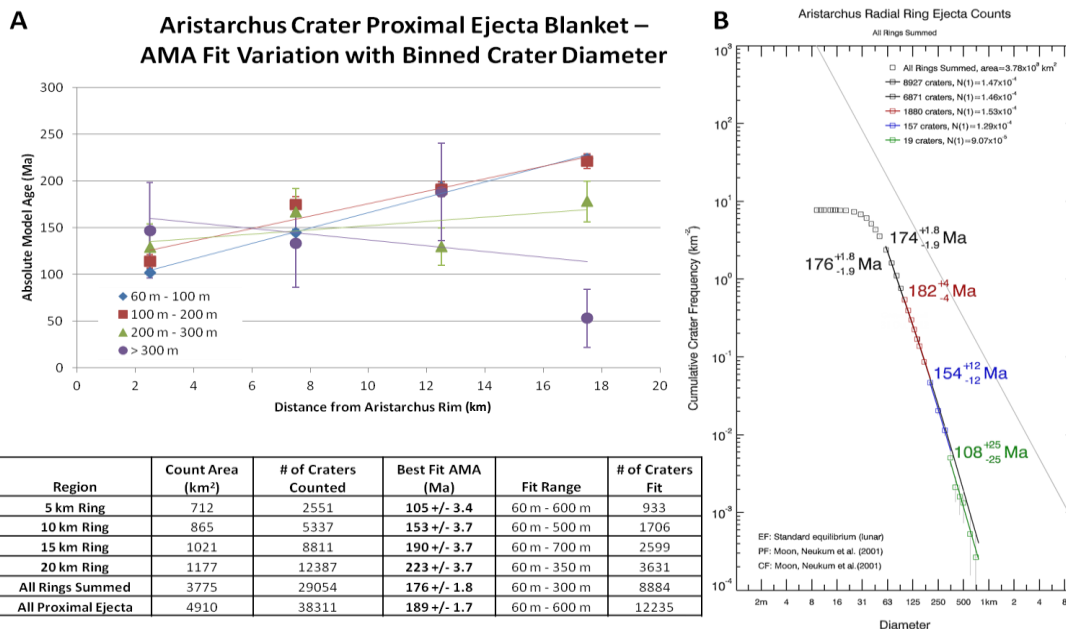 A
Aristarchus Crater Proximal Ejecta Blanket –
AMA Fit Variation with Binned Crater Diameter
300
250
200
150
100
50
0
Absolute Model Age (Ma)
60 m - 100 m
100 m - 200 m
200 m - 300 m
> 300 m
0 2 4 6 8 10 12 14 16 18 20
Distance from Aristarchus Rim (km)
Region Count Area (km²) # of Craters Counted Best Fit AMA (Ma) Fit Range # of Craters Fit
5 km Ring 712 2551 105 +/- 3.4 60 m - 600 m 933
10 km Ring 865 5337 153 +/- 3.7 60 m - 500 m 1706
15 km Ring 1021 8811 190 +/- 3.7 60 m - 700 m 2599
20 km Ring 1177 12387 223 +/- 3.7 60 m - 350 m 3631
All Rings Summed 3775 29054 176 +/- 1.8 60 m - 300 m 8884
All Proximal Ejecta 4910 38311 189 +/- 1.7 60 m - 600 m 12235
B
Aristarchus Radial Ring Ejecta Counts
All Rings Summed
All Rings Summed, area=3.78x10³ km²
8927 craters, N(1)=1.47x10⁻⁴
6871 craters, N(1)=1.46x10⁻⁴
1880 craters, N(1)=1.53x10⁻⁴
157 craters, N(1)=1.29x10⁻⁴
19 craters, N(1)=9.07x10⁻⁵
10³
10²
10¹
10⁰
10⁻¹
10⁻²
10⁻³
10⁻⁴
Cumulative Crater Frequency (km⁻²)
174 +1.8 -1.9 Ma
176 +1.8 -1.9 Ma
182 +4 -4 Ma
154 +12 -12 Ma
108 +25 -25 Ma
EF: Standard equilibrium (lunar)
PF: Moon, Neukum et al. (2001)
CF: Moon, Neukum et al.(2001)
2m 4 8 16 31 63 125 250 500 1km 2 4 8
Diameter